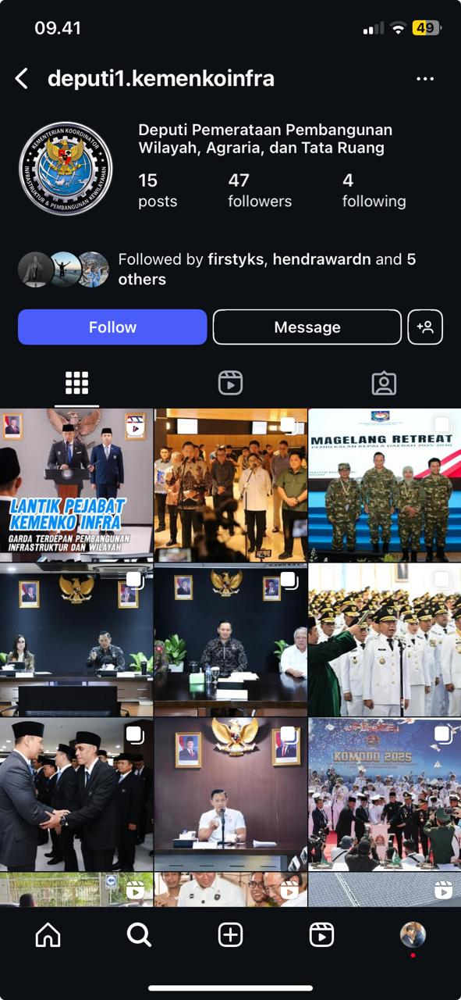 09.41
49
deputi1.kemenkoinfra
KEMENTERIAN KOORDINATOR
INFRASTRUKTUR & PEMBANGUNAN KEWILAYAHAN
Deputi Pemerataan Pembangunan
Wilayah, Agraria, dan Tata Ruang
15
47
4
posts
followers
following
Followed by firstyks, hendrawardn and 5
others
Follow
Message
LANTIK PEJABAT
KEMENKO INFRA
GARDA TERDEPAN PEMBANGUNAN
INFRASTRUKTUR DAN WILAYAH
MAGELANG RETREAT
PEMBEKALAN KEPALA DAERAH 2025-2030
KOMODO 2025